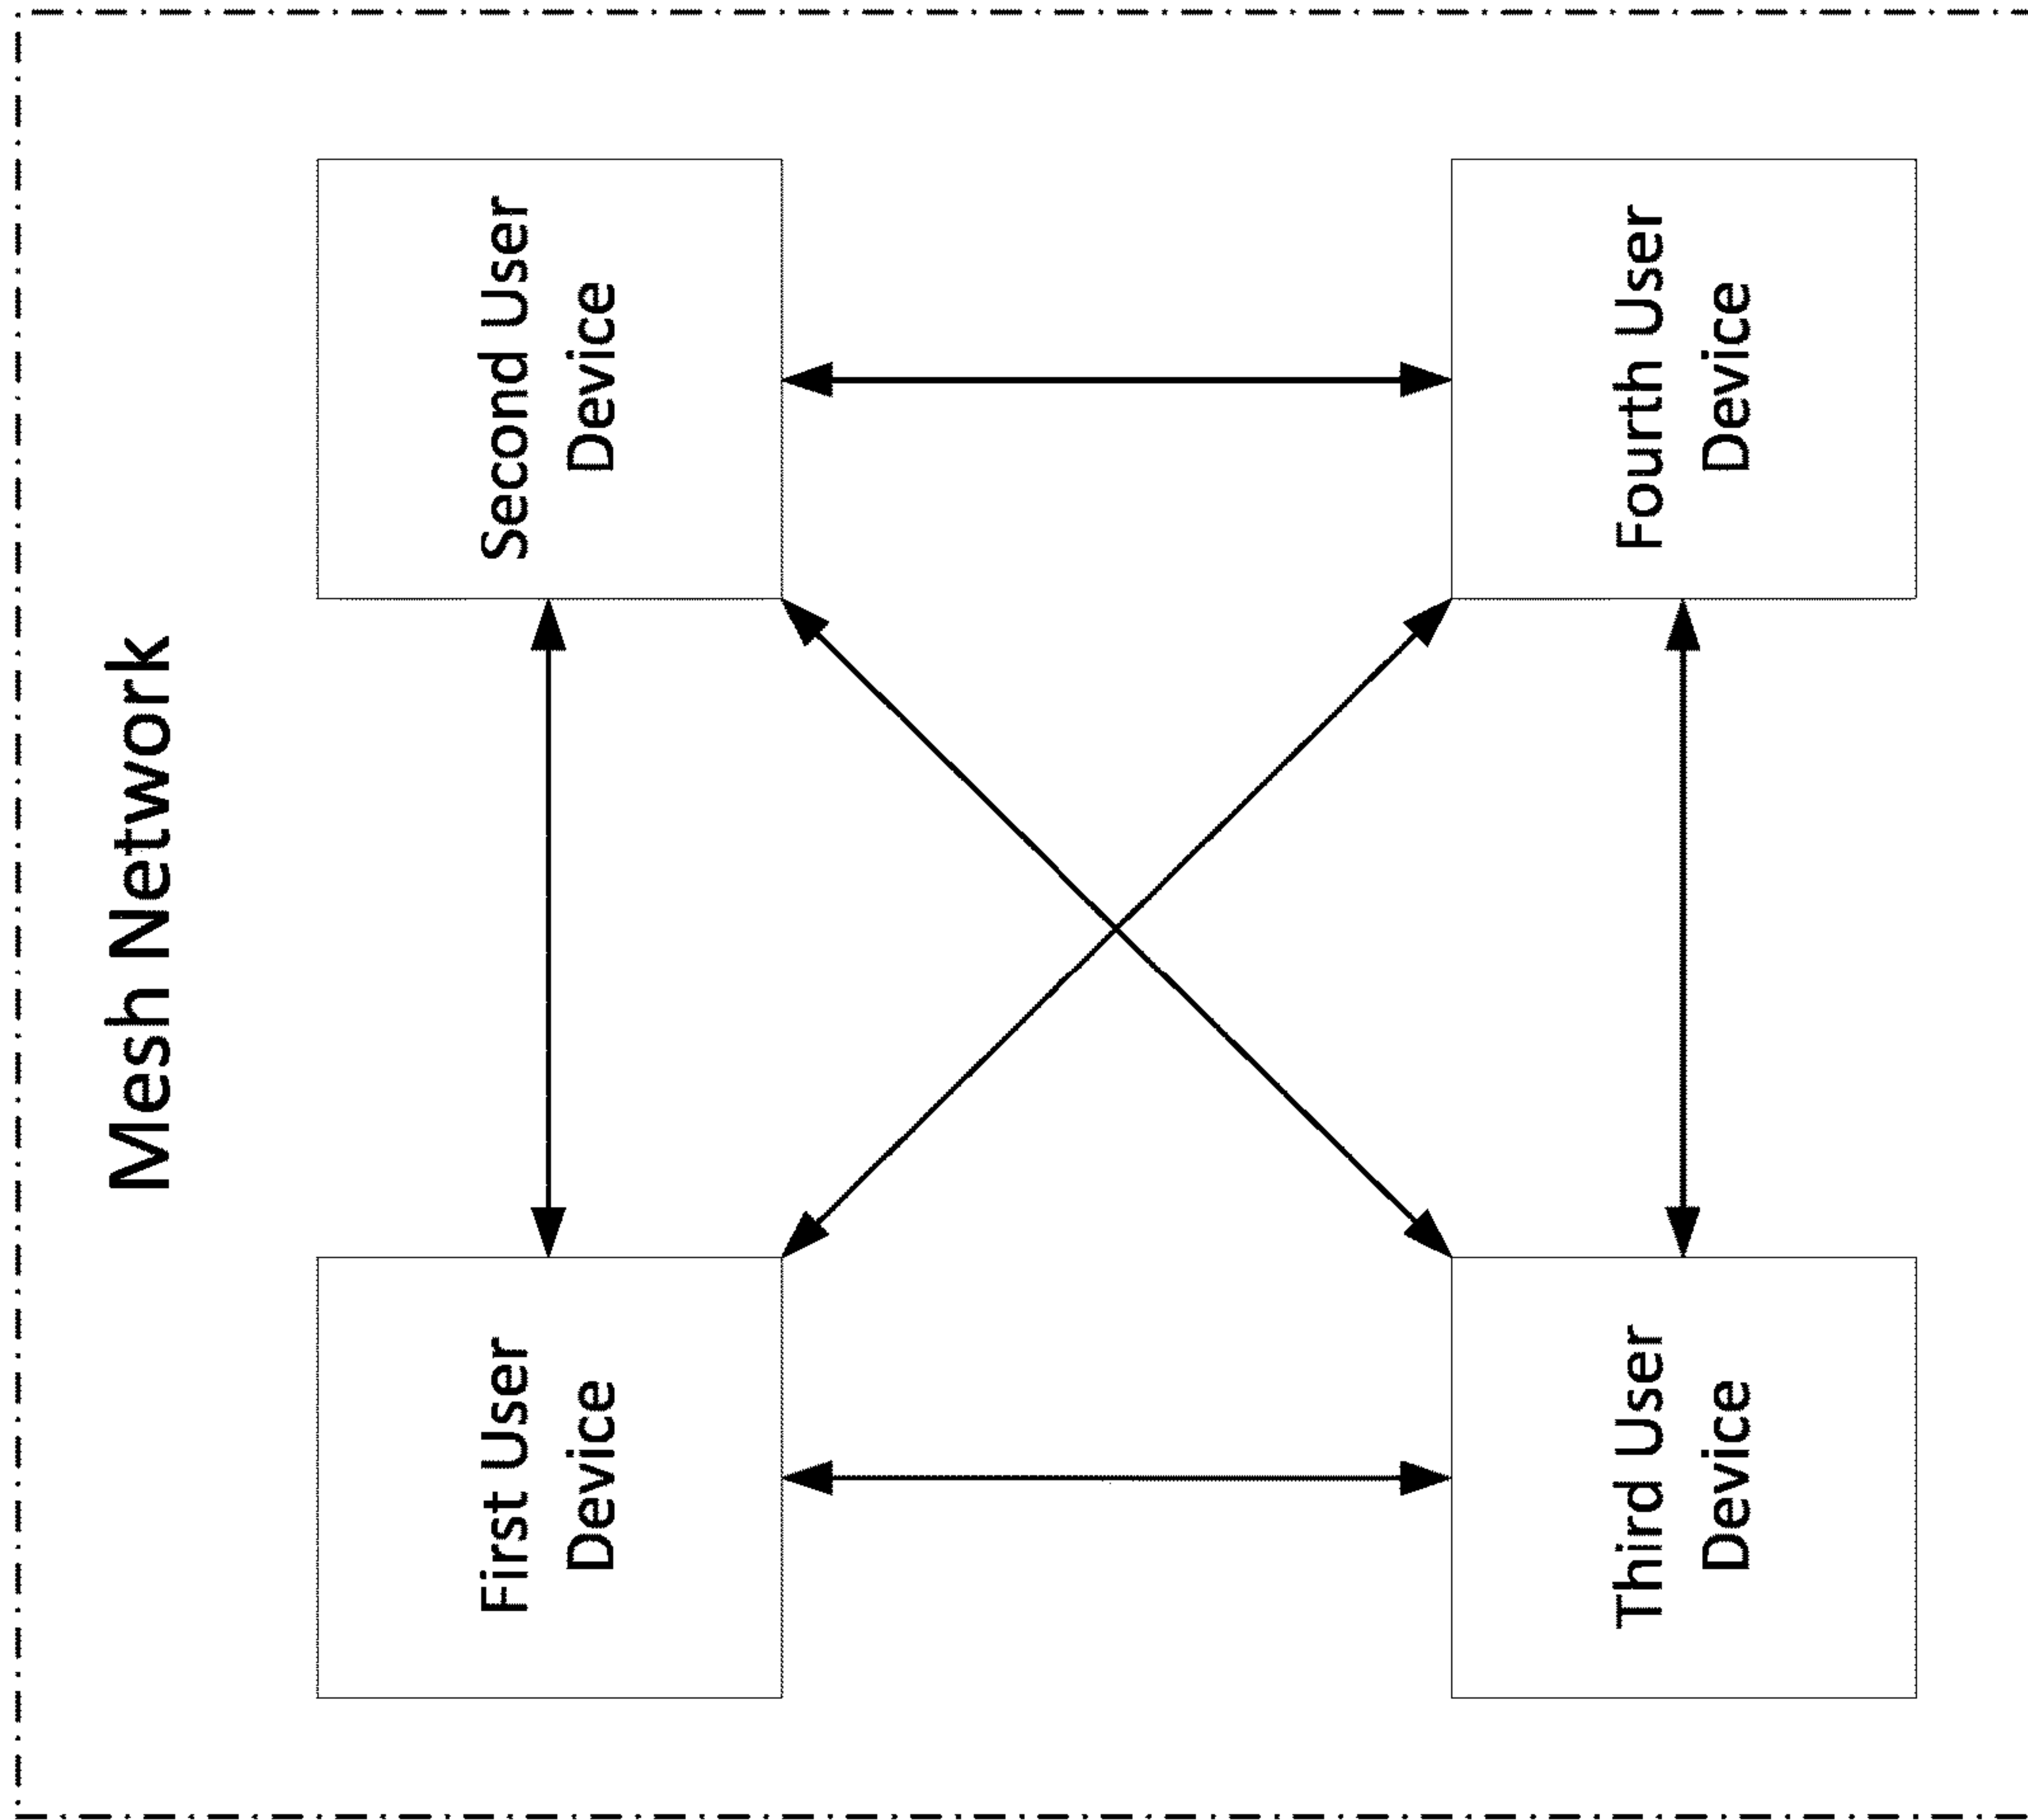 Mesh Network
First User
Device
Second User
Device
Third User
Device
Fourth User
Device